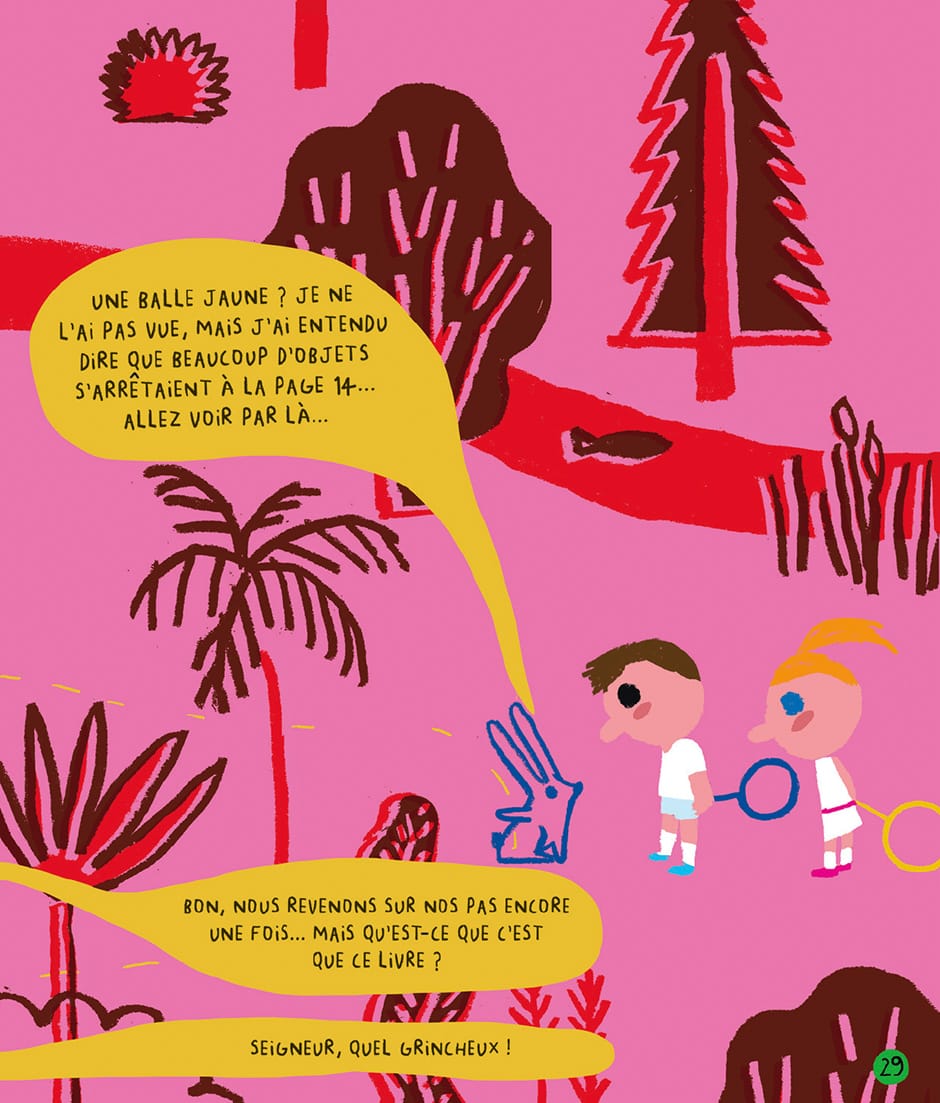 UNE BALLE JAUNE ? JE NE
L'AI PAS VUE, MAIS J'AI ENTENDU
DIRE QUE BEAUCOUP D'OBJETS
S'ARRÊTAIENT À LA PAGE 14...
ALLEZ VOIR PAR LÀ...
BON, NOUS REVENONS SUR NOS PAS ENCORE
UNE FOIS... MAIS QU'EST-CE QUE C'EST
QUE CE LIVRE ?
SEIGNEUR, QUEL GRINCHEUX !
29